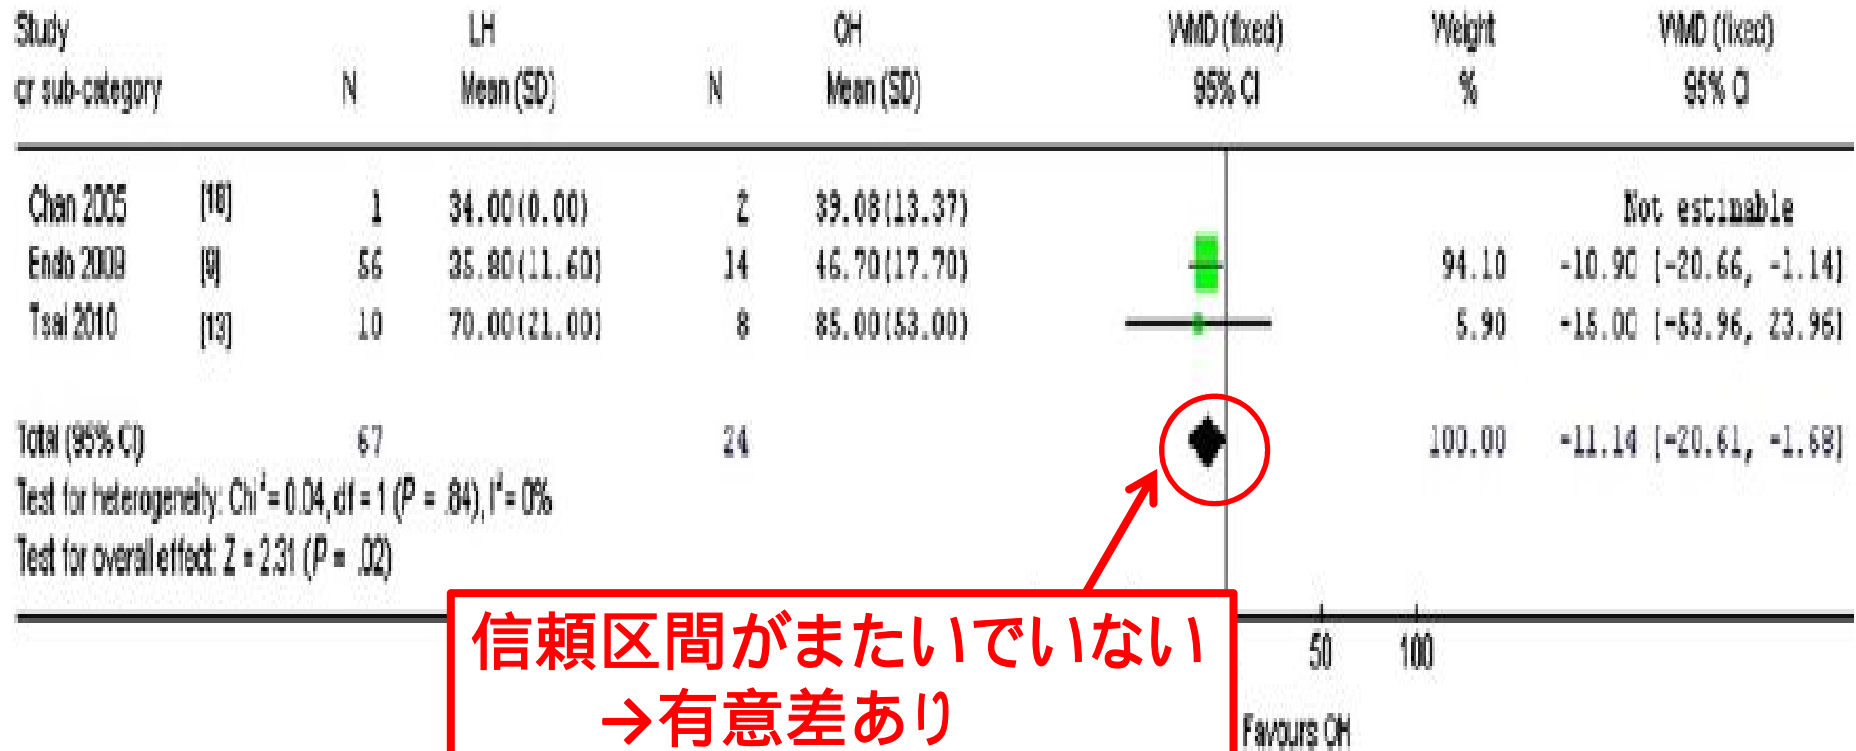 Study LH OH WMD (fixed) Weight WMD (fixed)
or sub-category N Mean (SD) N Mean (SD) 95% CI % 95% CI
Chen 2005 [18] 1 34.00(0.00) 2 39.08(13.37) Not estimable
Endo 2009 [9] 56 35.80(11.60) 14 46.70(17.70) 94.10 -10.90 [-20.66, -1.14]
Tsai 2010 [13] 10 70.00(21.00) 8 85.00(53.00) 5.90 -15.00 [-53.96, 23.96]
Total (95% CI) 67 24 100.00 -11.14 [-20.61, -1.68]
Test for heterogeneity: Chi² = 0.04, df = 1 (P = .84), I² = 0%
Test for overall effect: Z = 2.31 (P = .02)
信頼区間がまたいでいない
→有意差あり
50 100
Favours OH